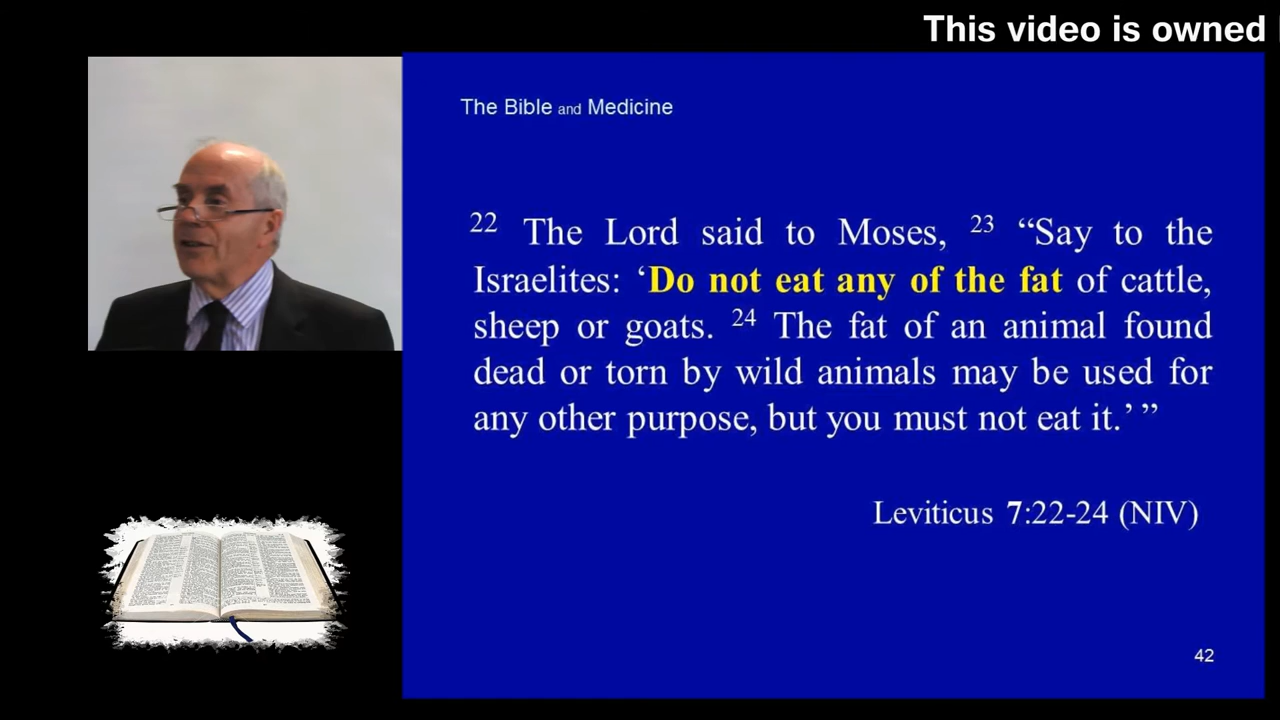 This video is owned
The Bible and Medicine
22 The Lord said to Moses, 23 “Say to the
Israelites: ‘Do not eat any of the fat of cattle,
sheep or goats. 24 The fat of an animal found
dead or torn by wild animals may be used for
any other purpose, but you must not eat it.’ ”
Leviticus 7:22-24 (NIV)
42